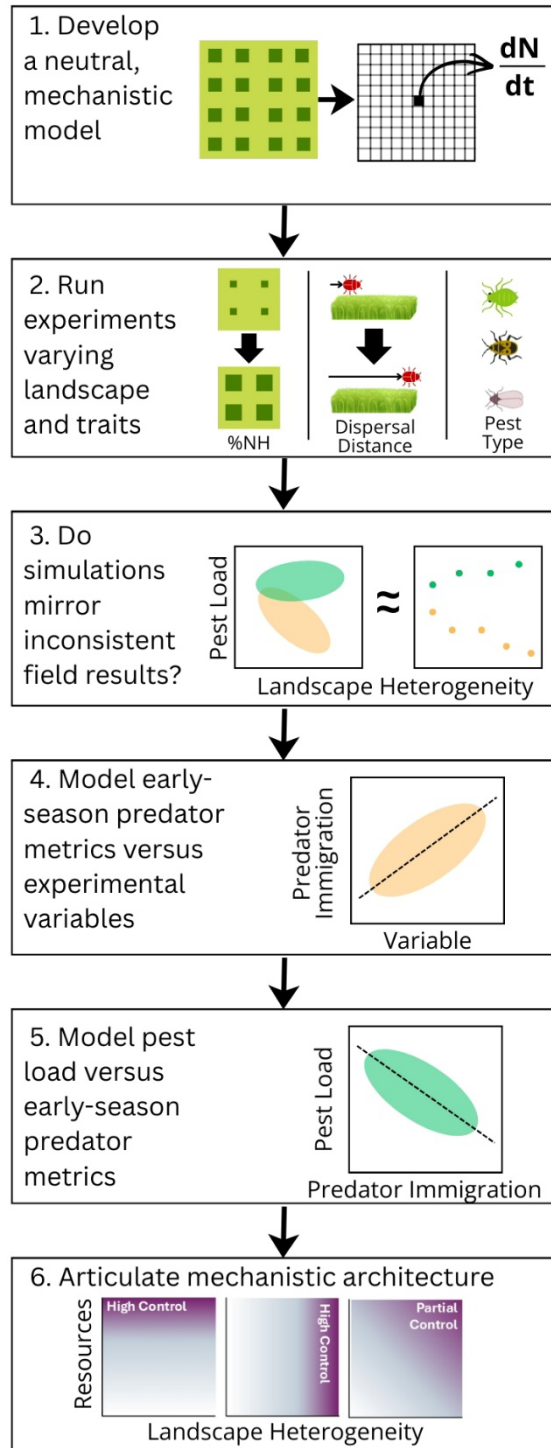 1. Develop
a neutral,
mechanistic
model
dN
dt
2. Run
experiments
varying
landscape
and traits
%NH
Dispersal
Distance
Pest
Type
3. Do
simulations
mirror
inconsistent
field results?
Pest Load
≈
Landscape Heterogeneity
4. Model early-
season predator
metrics versus
experimental
variables
Predator
Immigration
Variable
5. Model pest
load versus
early-season
predator
metrics
Pest Load
Predator Immigration
6. Articulate mechanistic architecture
Resources
High Control
High Control
Partial
Control
Landscape Heterogeneity